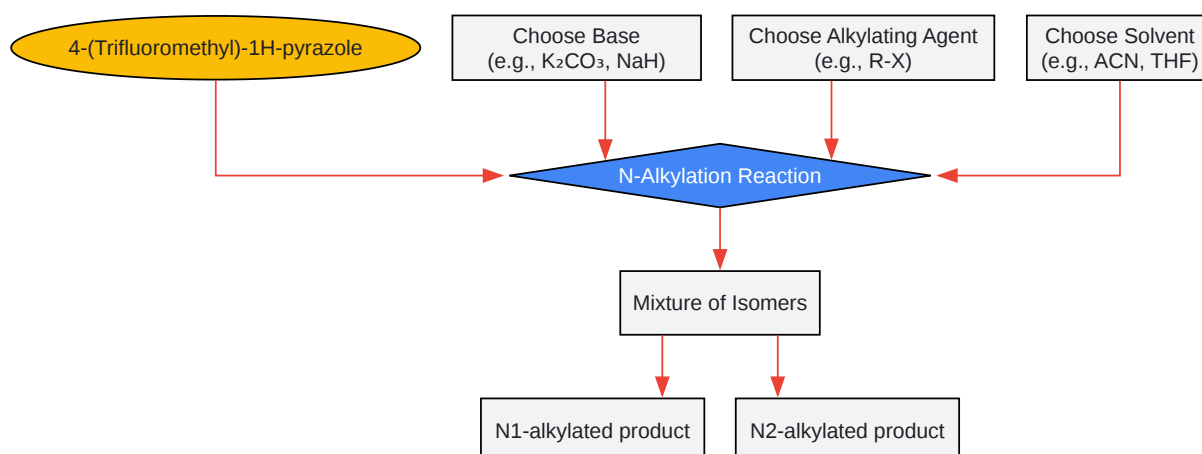 4-(Trifluoromethyl)-1H-pyrazole
Choose Base
(e.g., K₂CO₃, NaH)
Choose Alkylating Agent
(e.g., R-X)
Choose Solvent
(e.g., ACN, THF)
N-Alkylation Reaction
Mixture of Isomers
N1-alkylated product
N2-alkylated product